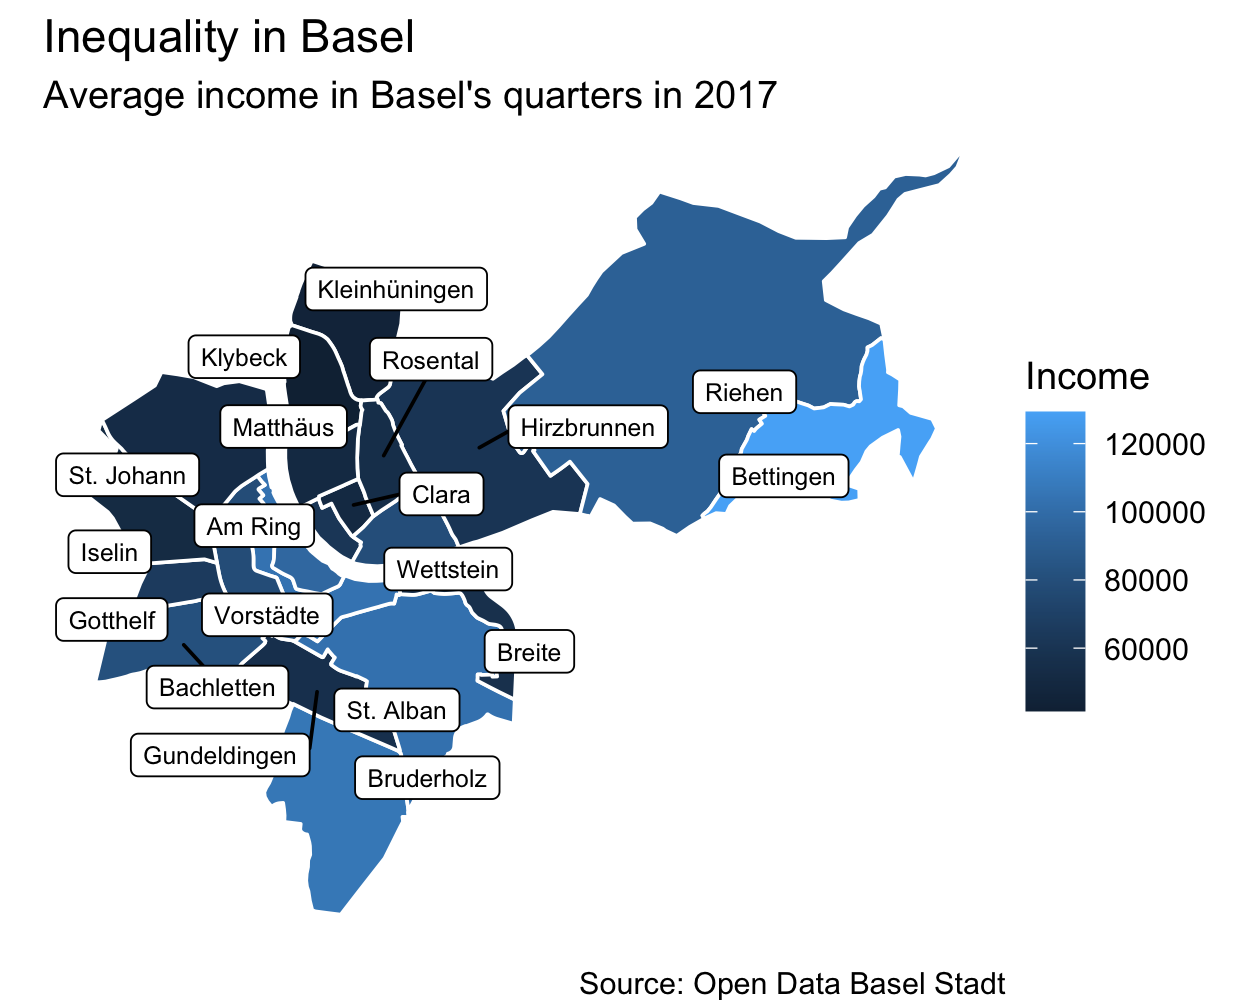 Inequality in Basel
Average income in Basel's quarters in 2017
Kleinhüningen
Klybeck
Rosental
Riehen
Matthäus
Hirzbrunnen
St. Johann
Bettingen
Clara
Am Ring
Iselin
Wettstein
Gotthelf
Vorstädte
Breite
Bachletten
St. Alban
Gundeldingen
Bruderholz
Income
120000
100000
80000
60000
Source: Open Data Basel Stadt